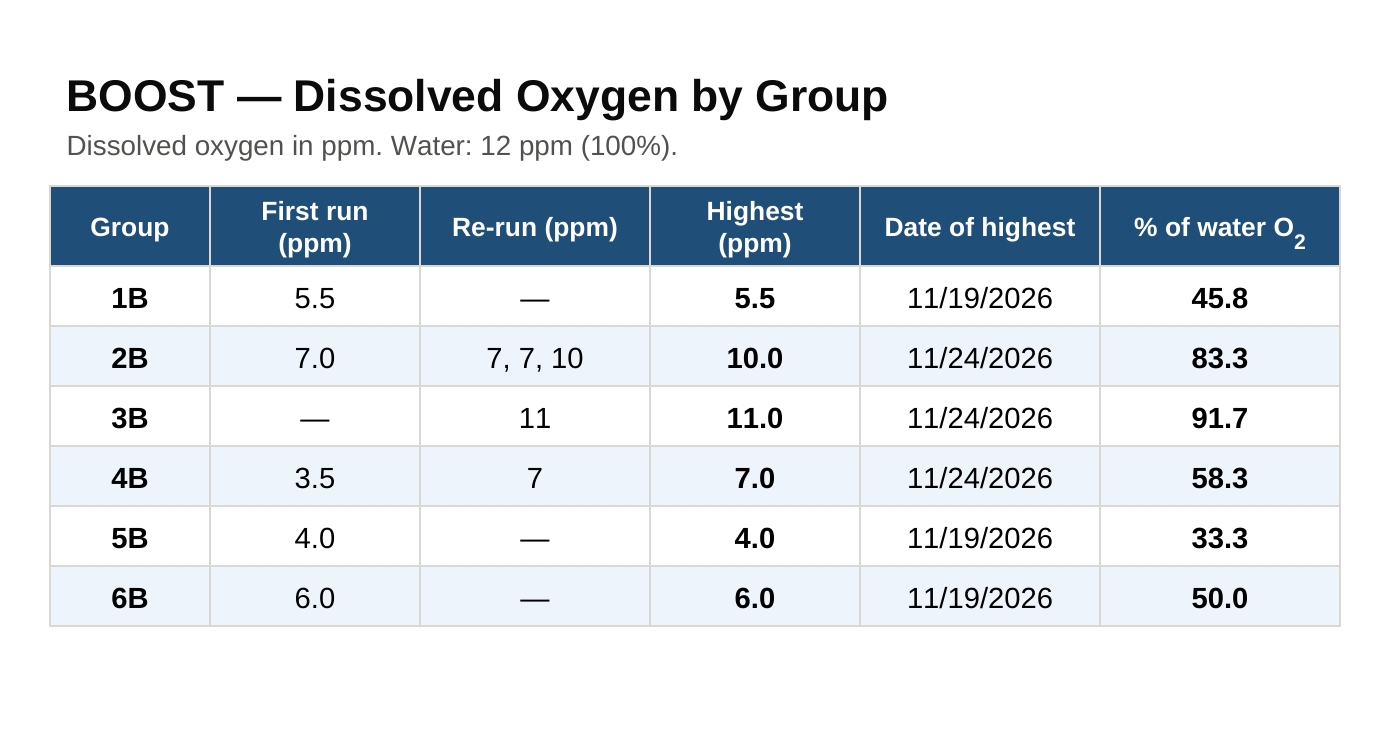 BOOST — Dissolved Oxygen by Group
Dissolved oxygen in ppm. Water: 12 ppm (100%).
Group | First run (ppm) | Re-run (ppm) | Highest (ppm) | Date of highest | % of water O₂
1B | 5.5 | — | 5.5 | 11/19/2026 | 45.8
2B | 7.0 | 7, 7, 10 | 10.0 | 11/24/2026 | 83.3
3B | — | 11 | 11.0 | 11/24/2026 | 91.7
4B | 3.5 | 7 | 7.0 | 11/24/2026 | 58.3
5B | 4.0 | — | 4.0 | 11/19/2026 | 33.3
6B | 6.0 | — | 6.0 | 11/19/2026 | 50.0